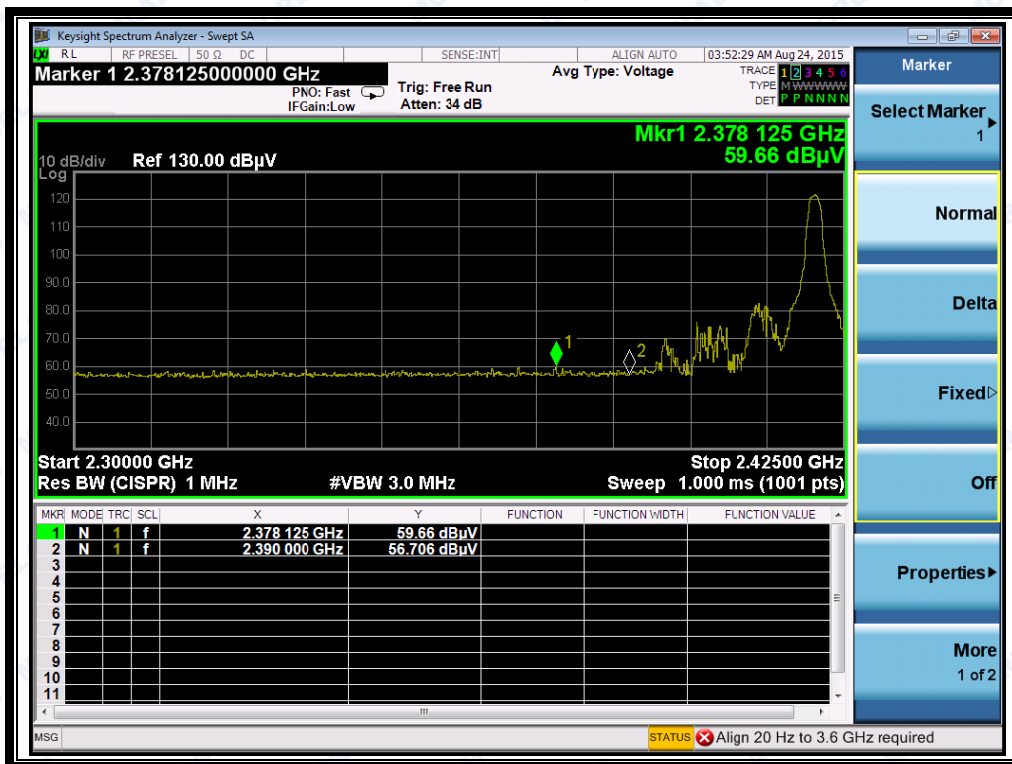 Keysight Spectrum Analyzer - Swept SA
RL RF PRESEL 50 Ω DC SENSE:INT ALIGN AUTO 03:52:29 AM Aug 24, 2015
Marker 1 2.378125000000 GHz
PNO: Fast
IFGain:Low
Trig: Free Run
Atten: 34 dB
Avg Type: Voltage
TRACE 1 2 3 4 5 6
TYPE M WWWWW
DET P P N N N N
Mkr1 2.378 125 GHz
59.66 dBµV
10 dB/div Ref 130.00 dBµV
Log
120
110
100
90.0
80.0
70.0
60.0
50.0
40.0
1
2
Start 2.30000 GHz Stop 2.42500 GHz
Res BW (CISPR) 1 MHz #VBW 3.0 MHz Sweep 1.000 ms (1001 pts)
MKR MODE TRC SCL X Y FUNCTION FUNCTION WIDTH FUNCTION VALUE
1 N 1 f 2.378 125 GHz 59.66 dBµV
2 N 1 f 2.390 000 GHz 56.706 dBµV
3
4
5
6
7
8
9
10
11
MSG STATUS Align 20 Hz to 3.6 GHz required
Marker
Select Marker
1
Normal
Delta
Fixed
Off
Properties
More
1 of 2